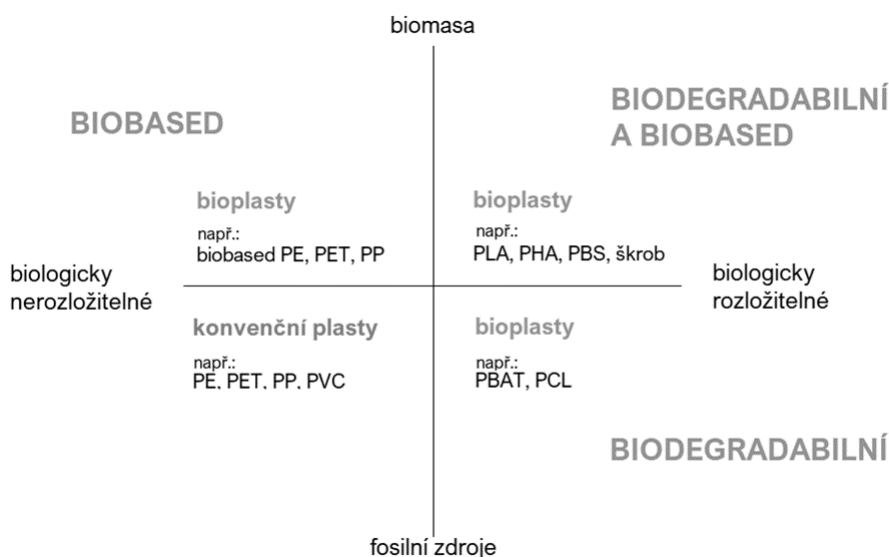 biomasa
BIOBASED
BIODEGRADABILNÍ
A BIOBASED
bioplasty
např.:
biobased PE, PET, PP
bioplasty
např.:
PLA, PHA, PBS, škrob
biologicky
nerozložitelné
biologicky
rozložitelné
konvenční plasty
např.:
PE, PET, PP, PVC
bioplasty
např.:
PBAT, PCL
BIODEGRADABILNÍ
fosilní zdroje